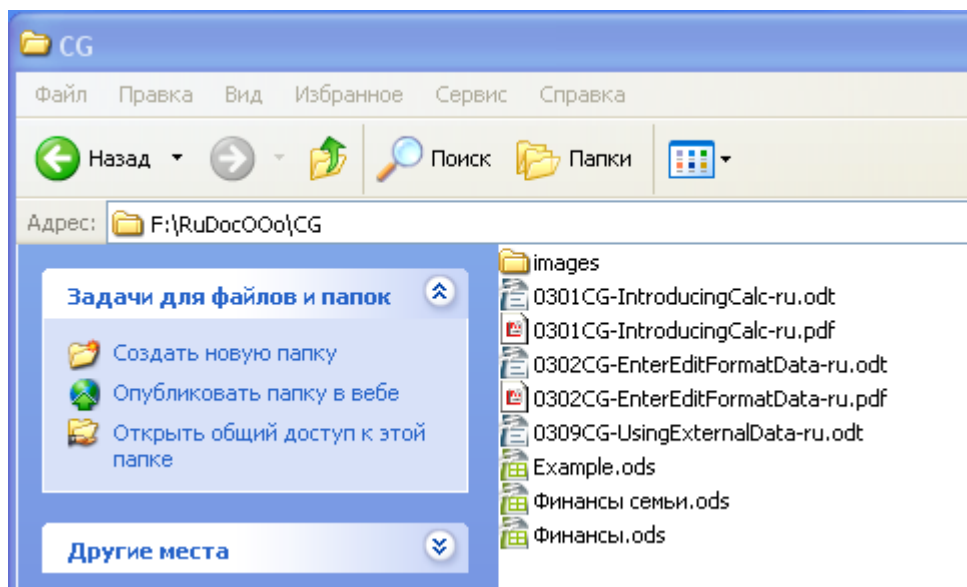 CG
Файл Правка Вид Избранное Сервис Справка
Назад Поиск Папки
Адрес: F:\RuDocOOo\CG
Задачи для файлов и папок
Создать новую папку
Опубликовать папку в вебе
Открыть общий доступ к этой
папке
Другие места
images
0301CG-IntroducingCalc-ru.odt
0301CG-IntroducingCalc-ru.pdf
0302CG-EnterEditFormatData-ru.odt
0302CG-EnterEditFormatData-ru.pdf
0309CG-UsingExternalData-ru.odt
Example.ods
Финансы семьи.ods
Финансы.ods